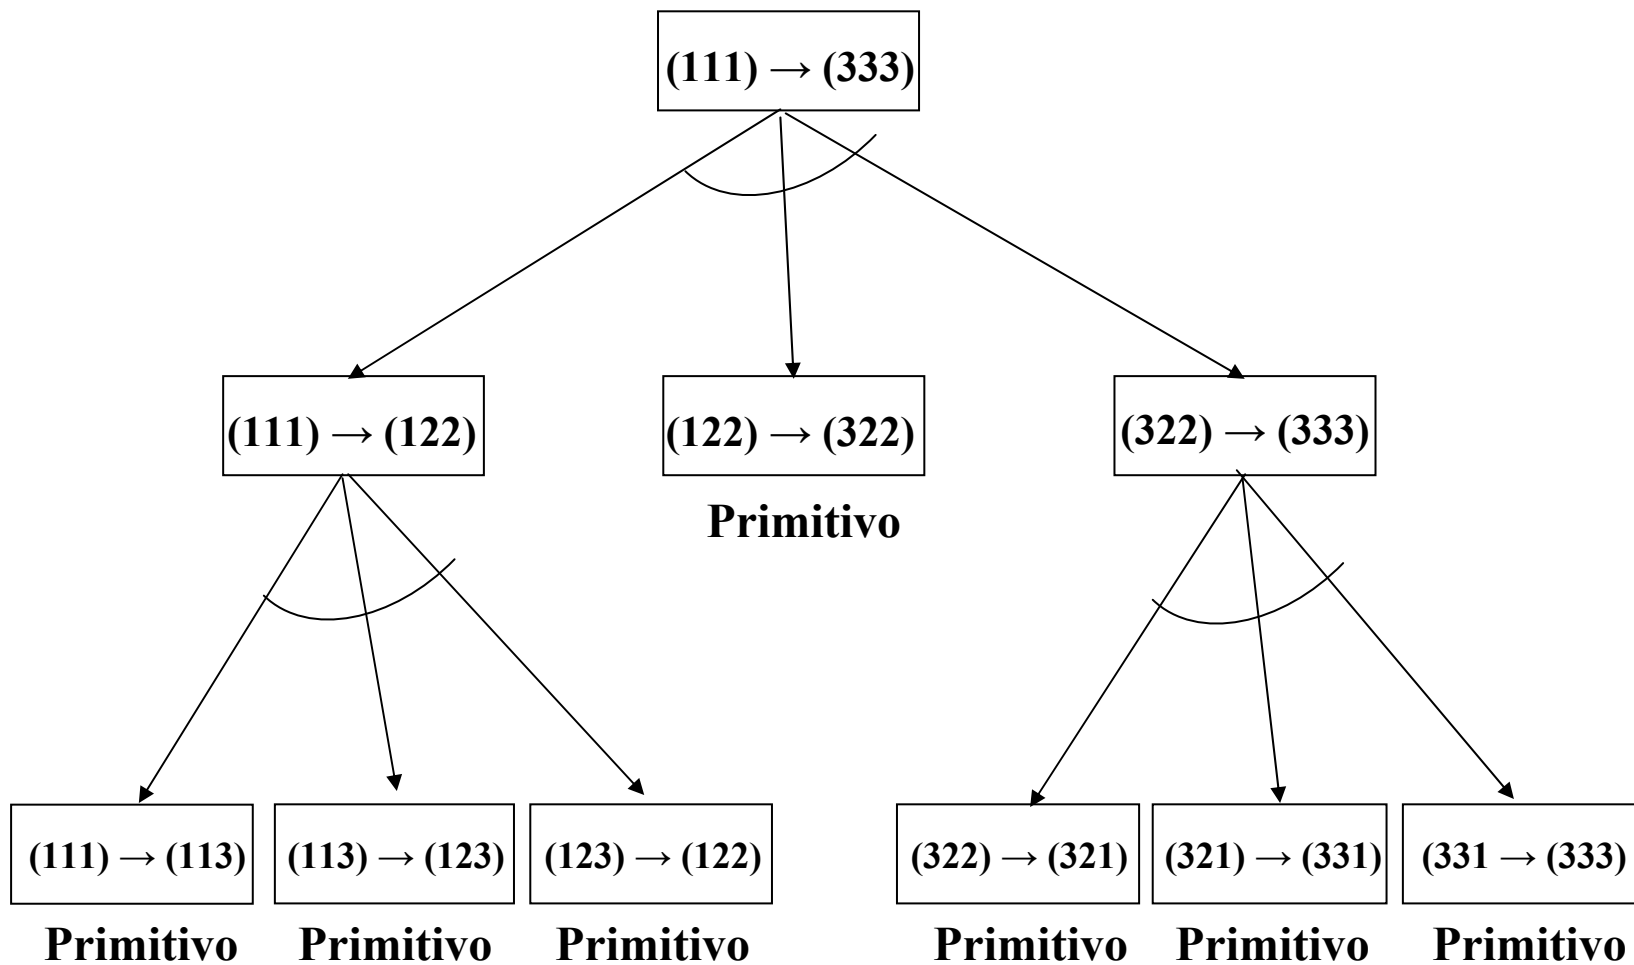 (111) → (333)
(111) → (122)
(122) → (322)
(322) → (333)
Primitivo
(111) → (113)
(113) → (123)
(123) → (122)
(322) → (321)
(321) → (331)
(331 → (333)
Primitivo
Primitivo
Primitivo
Primitivo
Primitivo
Primitivo